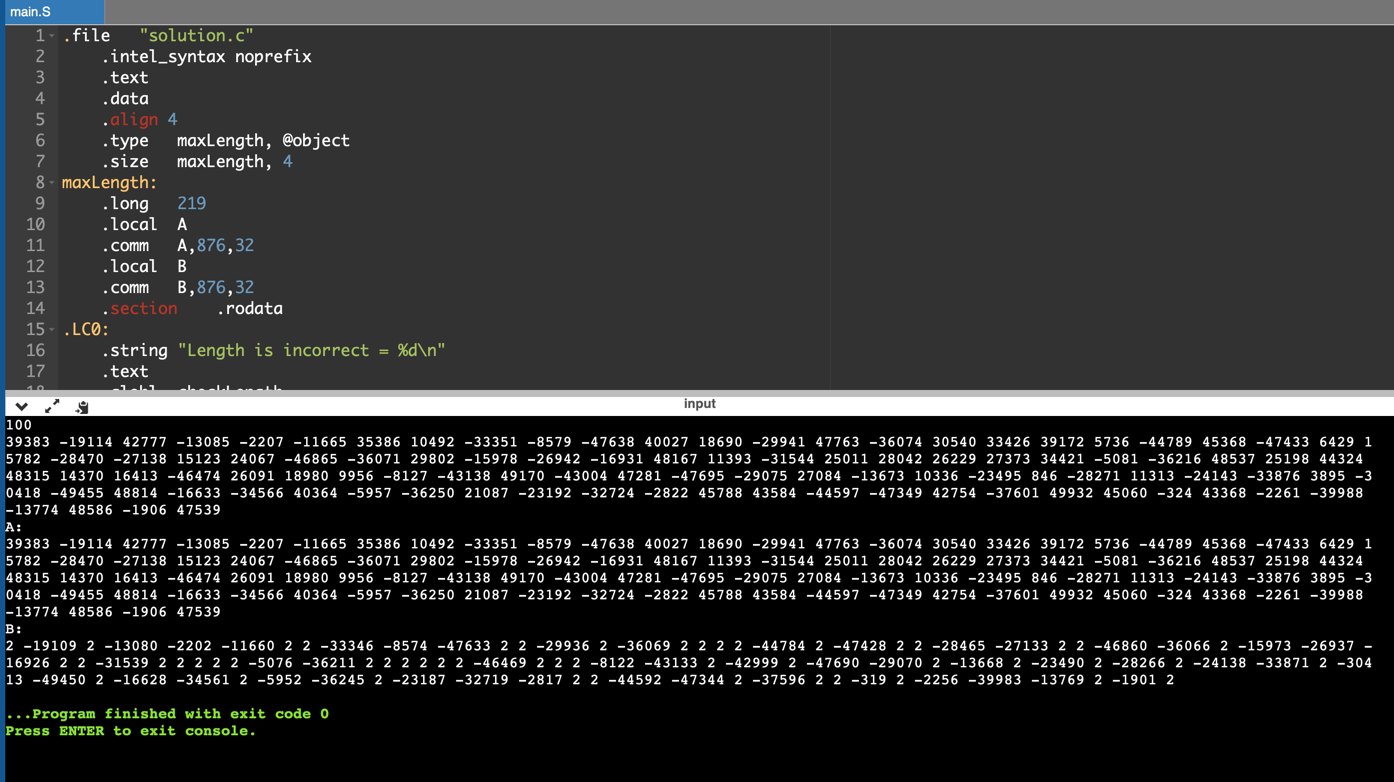 main.S
1 .file "solution.c"
2 .intel_syntax noprefix
3 .text
4 .data
5 .align 4
6 .type maxLength, @object
7 .size maxLength, 4
8 maxLength:
9 .long 219
10 .local A
11 .comm A,876,32
12 .local B
13 .comm B,876,32
14 .section .rodata
15 .LC0:
16 .string "Length is incorrect = %d\n"
17 .text
18 .globl checkLength
input
100
39383 -19114 42777 -13085 -2207 -11665 35386 10492 -33351 -8579 -47638 40027 18690 -29941 47763 -36074 30540 33426 39172 5736 -44789 45368 -47433 6429 1
5782 -28470 -27138 15123 24067 -46865 -36071 29802 -15978 -26942 -16931 48167 11393 -31544 25011 28042 26229 27373 34421 -5081 -36216 48537 25198 44324
48315 14370 16413 -46474 26091 18980 9956 -8127 -43138 49170 -43004 47281 -47695 -29075 27084 -13673 10336 -23495 846 -28271 11313 -24143 -33876 3895 -3
0418 -49455 48814 -16633 -34566 40364 -5957 -36250 21087 -23192 -32724 -2822 45788 43584 -44597 -47349 42754 -37601 49932 45060 -324 43368 -2261 -39988
-13774 48586 -1906 47539
A:
39383 -19114 42777 -13085 -2207 -11665 35386 10492 -33351 -8579 -47638 40027 18690 -29941 47763 -36074 30540 33426 39172 5736 -44789 45368 -47433 6429 1
5782 -28470 -27138 15123 24067 -46865 -36071 29802 -15978 -26942 -16931 48167 11393 -31544 25011 28042 26229 27373 34421 -5081 -36216 48537 25198 44324
48315 14370 16413 -46474 26091 18980 9956 -8127 -43138 49170 -43004 47281 -47695 -29075 27084 -13673 10336 -23495 846 -28271 11313 -24143 -33876 3895 -3
0418 -49455 48814 -16633 -34566 40364 -5957 -36250 21087 -23192 -32724 -2822 45788 43584 -44597 -47349 42754 -37601 49932 45060 -324 43368 -2261 -39988
-13774 48586 -1906 47539
B:
2 -19109 2 -13080 -2202 -11660 2 2 -33346 -8574 -47633 2 2 -29936 2 -36069 2 2 2 2 -44784 2 -47428 2 2 -28465 -27133 2 2 -46860 -36066 2 -15973 -26937 -
16926 2 2 -31539 2 2 2 2 2 -5076 -36211 2 2 2 2 2 2 -46469 2 2 2 -8122 -43133 2 -42999 2 -47690 -29070 2 -13668 2 -23490 2 -28266 2 -24138 -33871 2 -304
13 -49450 2 -16628 -34561 2 -5952 -36245 2 -23187 -32719 -2817 2 2 -44592 -47344 2 -37596 2 2 -319 2 -2256 -39983 -13769 2 -1901 2
...Program finished with exit code 0
Press ENTER to exit console.